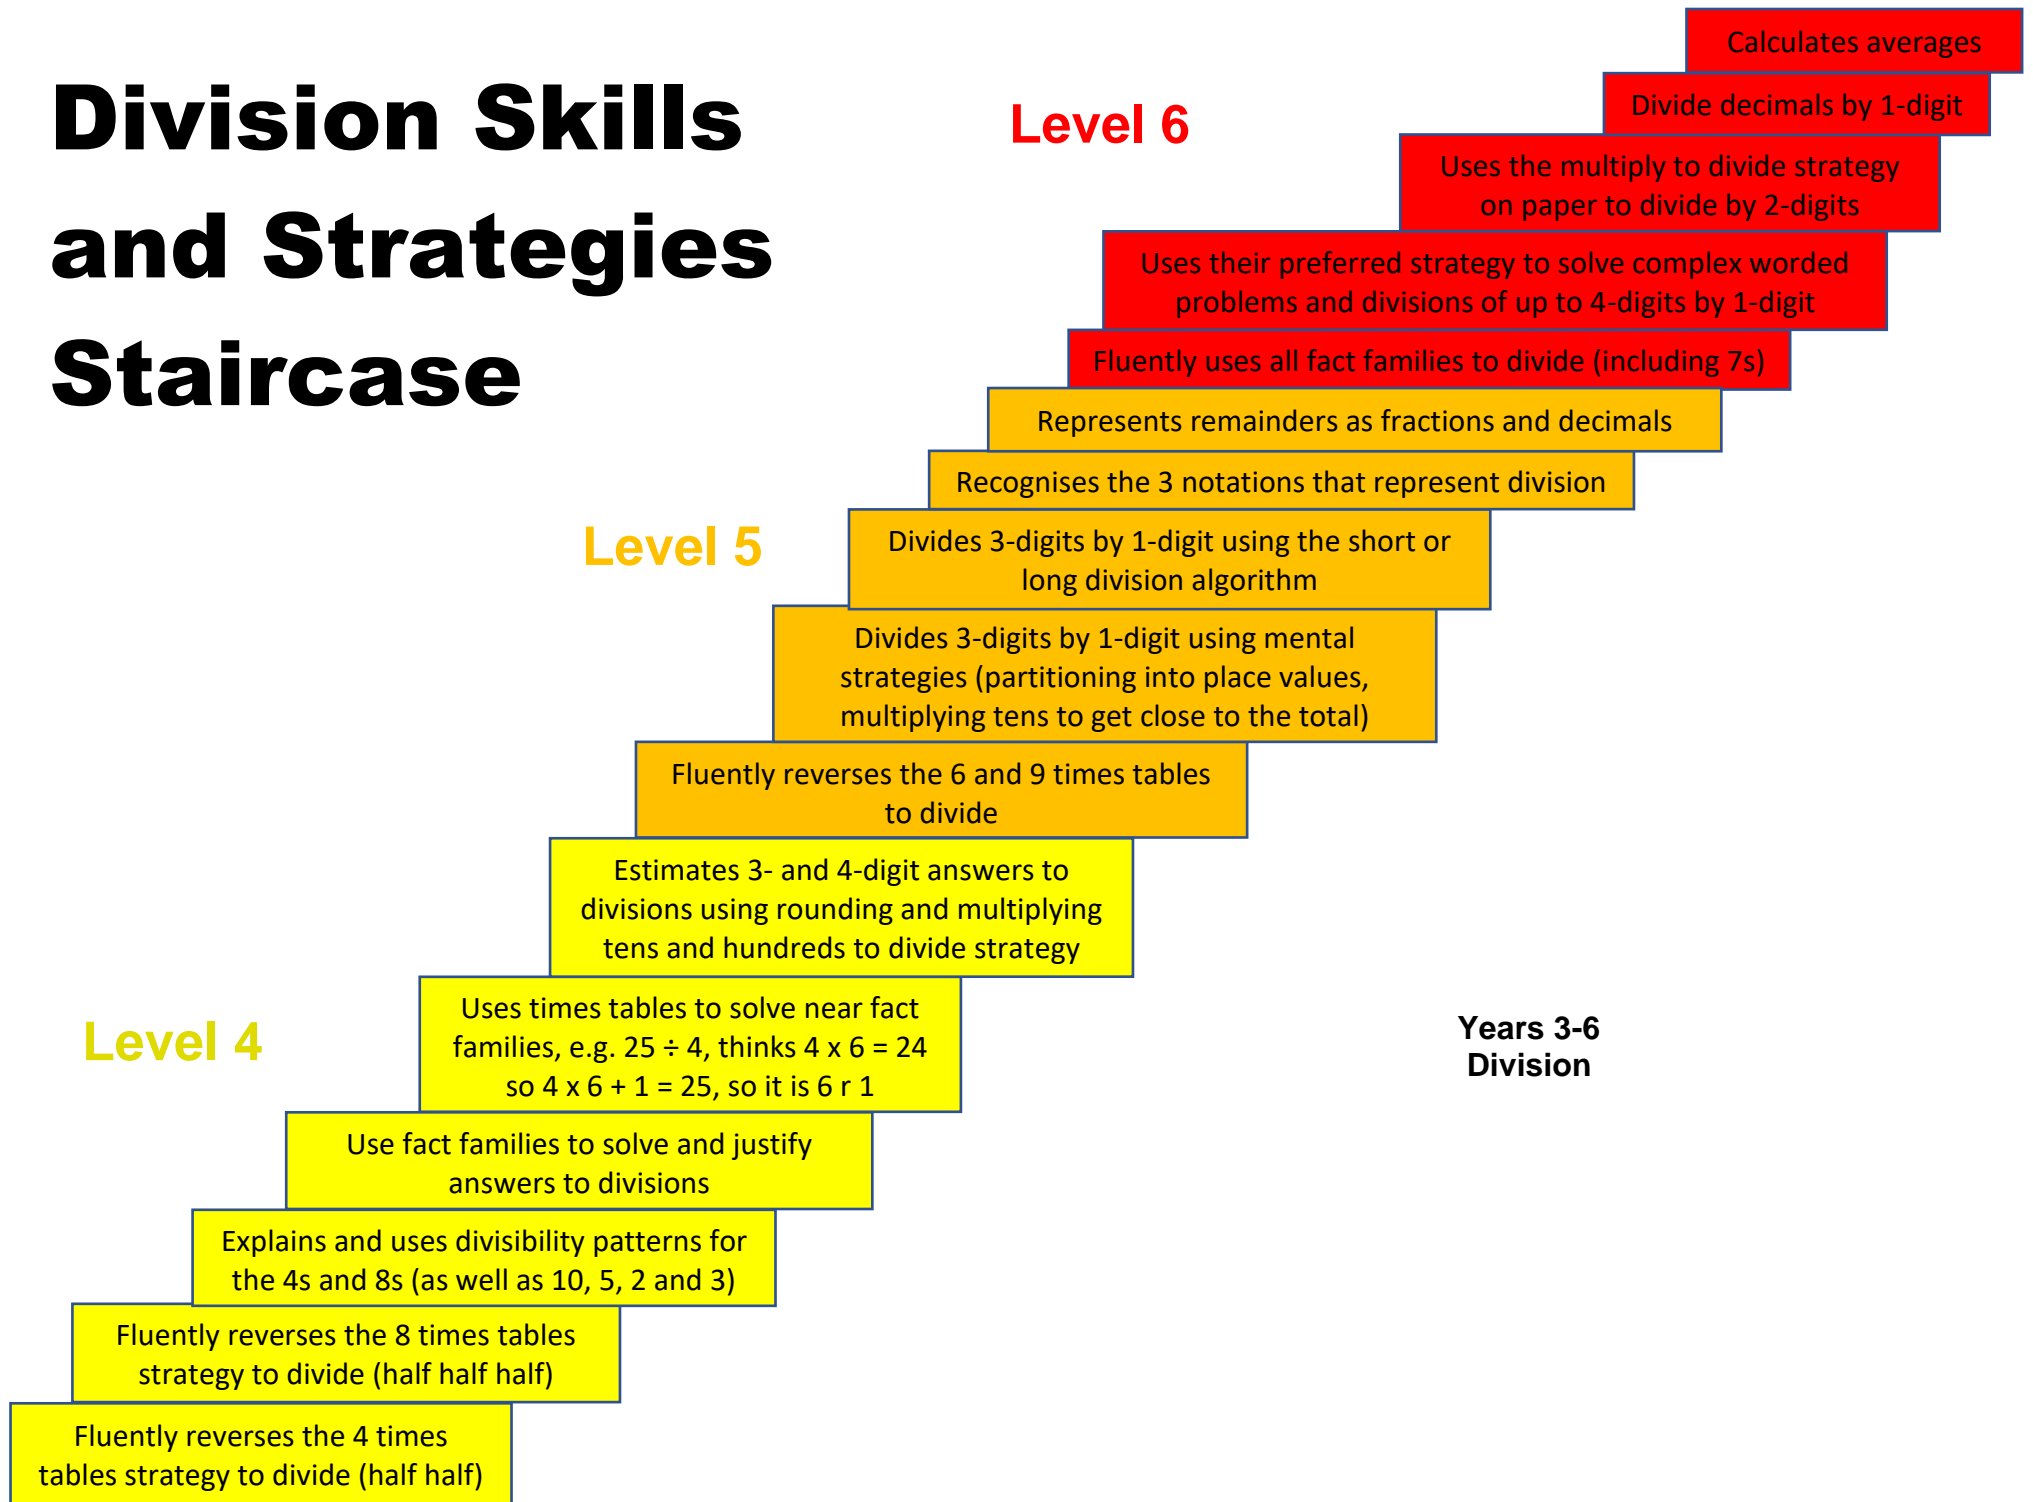 Division Skills
and Strategies
Staircase
Level 6
Calculates averages
Divide decimals by 1-digit
Uses the multiply to divide strategy
on paper to divide by 2-digits
Uses their preferred strategy to solve complex worded
problems and divisions of up to 4-digits by 1-digit
Fluently uses all fact families to divide (including 7s)
Represents remainders as fractions and decimals
Recognises the 3 notations that represent division
Level 5
Divides 3-digits by 1-digit using the short or
long division algorithm
Divides 3-digits by 1-digit using mental
strategies (partitioning into place values,
multiplying tens to get close to the total)
Fluently reverses the 6 and 9 times tables
to divide
Estimates 3- and 4-digit answers to
divisions using rounding and multiplying
tens and hundreds to divide strategy
Level 4
Uses times tables to solve near fact
families, e.g. 25 ÷ 4, thinks 4 x 6 = 24
so 4 x 6 + 1 = 25, so it is 6 r 1
Years 3-6
Division
Use fact families to solve and justify
answers to divisions
Explains and uses divisibility patterns for
the 4s and 8s (as well as 10, 5, 2 and 3)
Fluently reverses the 8 times tables
strategy to divide (half half half)
Fluently reverses the 4 times
tables strategy to divide (half half)